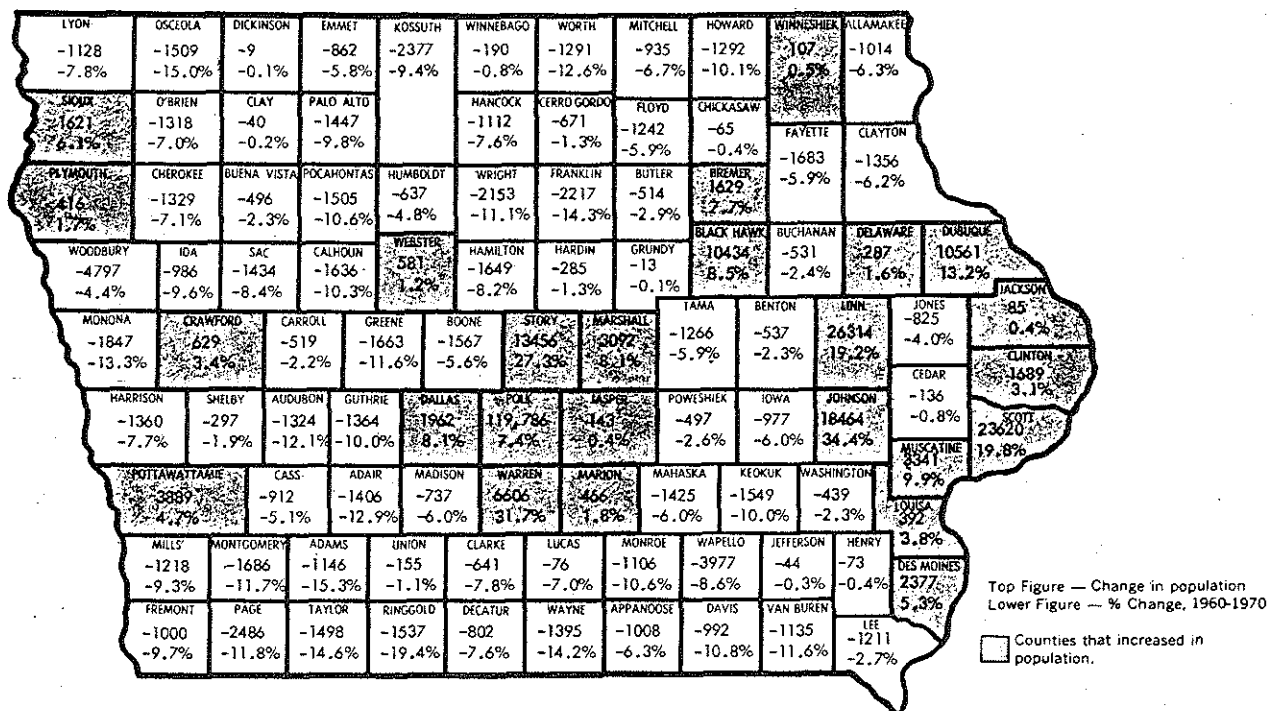 LYON
-1128
-7.8%
OSCEOLA
-1509
-15.0%
DICKINSON
-9
-0.1%
EMMET
-862
-5.8%
KOSSUTH
-2377
-9.4%
WINNEBAGO
-190
-0.8%
WORTH
-1291
-12.6%
MITCHELL
-935
-6.7%
HOWARD
-1292
-10.1%
WINNESHIEK
107
0.5%
ALLAMAKEE
-1014
-6.3%
SIOUX
1621
6.1%
O'BRIEN
-1318
-7.0%
CLAY
-40
-0.2%
PALO ALTO
-1447
-9.8%
HANCOCK
-1112
-7.6%
CERRO GORDO
-671
-1.3%
FLOYD
-1242
-5.9%
CHICKASAW
-65
-0.4%
FAYETTE
-1683
-5.9%
CLAYTON
-1356
-6.2%
PLYMOUTH
416
1.7%
CHEROKEE
-1329
-7.1%
BUENA VISTA
-496
-2.3%
POCAHONTAS
-1505
-10.6%
HUMBOLDT
-637
-4.8%
WRIGHT
-2153
-11.1%
FRANKLIN
-2217
-14.3%
BUTLER
-514
-2.9%
BREMER
1629
7.7%
WOODBURY
-4797
-4.4%
IDA
-986
-9.6%
SAC
-1434
-8.4%
CALHOUN
-1636
-10.3%
WEBSTER
581
1.2%
HAMILTON
-1649
-8.2%
HARDIN
-285
-1.3%
GRUNDY
-13
-0.1%
BLACK HAWK
10434
8.5%
BUCHANAN
-531
-2.4%
DELAWARE
287
1.6%
DUBUQUE
10561
13.2%
MONONA
-1847
-13.3%
CRAWFORD
629
3.4%
CARROLL
-519
-2.2%
GREENE
-1663
-11.6%
BOONE
-1567
-5.6%
STORY
13456
27.3%
MARSHALL
3092
8.1%
TAMA
-1266
-5.9%
BENTON
-537
-2.3%
LINN
26314
19.2%
JONES
-825
-4.0%
JACKSON
85
0.4%
CLINTON
1689
3.1%
CEDAR
-136
-0.8%
HARRISON
-1360
-7.7%
SHELBY
-297
-1.9%
AUDUBON
-1324
-12.1%
GUTHRIE
-1364
-10.0%
DALLAS
1962
8.1%
POLK
119,786
7.4%
JASPER
143
0.4%
POWESHIEK
-497
-2.6%
IOWA
-977
-6.0%
JOHNSON
18464
34.4%
SCOTT
23620
19.8%
MUSCATINE
3341
9.9%
POTTAWATTAMIE
3889
4.7%
CASS
-912
-5.1%
ADAIR
-1406
-12.9%
MADISON
-737
-6.0%
WARREN
6606
31.7%
MARION
466
1.8%
MAHASKA
-1425
-6.0%
KEOKUK
-1549
-10.0%
WASHINGTON
-439
-2.3%
LOUISA
392
3.8%
MILLS
-1218
-9.3%
MONTGOMERY
-1686
-11.7%
ADAMS
-1146
-15.3%
UNION
-155
-1.1%
CLARKE
-641
-7.8%
LUCAS
-76
-7.0%
MONROE
-1106
-10.6%
WAPELLO
-3977
-8.6%
JEFFERSON
-44
-0.3%
HENRY
-73
-0.4%
DES MOINES
2377
5.3%
FREMONT
-1000
-9.7%
PAGE
-2486
-11.8%
TAYLOR
-1498
-14.6%
RINGGOLD
-1537
-19.4%
DECATUR
-802
-7.6%
WAYNE
-1395
-14.2%
APPANOOSE
-1008
-6.3%
DAVIS
-992
-10.8%
VAN BUREN
-1135
-11.6%
LEE
-1211
-2.7%
Top Figure — Change in population
Lower Figure — % Change, 1960-1970
Counties that increased in
population.